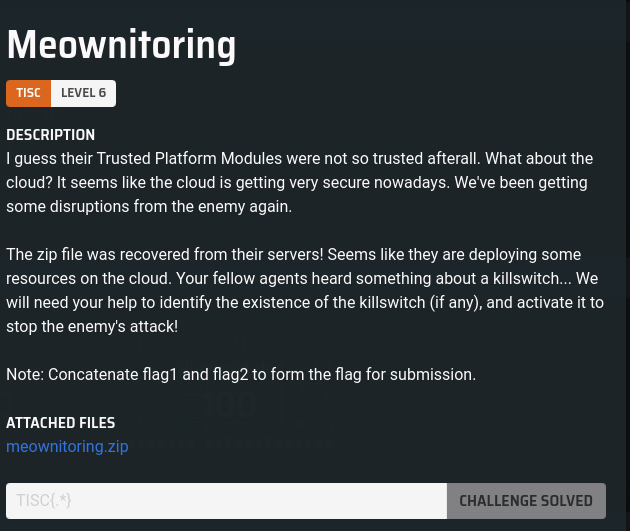 Meownitoring
TISC LEVEL 6
DESCRIPTION
I guess their Trusted Platform Modules were not so trusted afterall. What about the
cloud? It seems like the cloud is getting very secure nowadays. We've been getting
some disruptions from the enemy again.
The zip file was recovered from their servers! Seems like they are deploying some
resources on the cloud. Your fellow agents heard something about a killswitch... We
will need your help to identify the existence of the killswitch (if any), and activate it to
stop the enemy's attack!
Note: Concatenate flag1 and flag2 to form the flag for submission.
ATTACHED FILES
meownitoring.zip
TISC{.*} CHALLENGE SOLVED